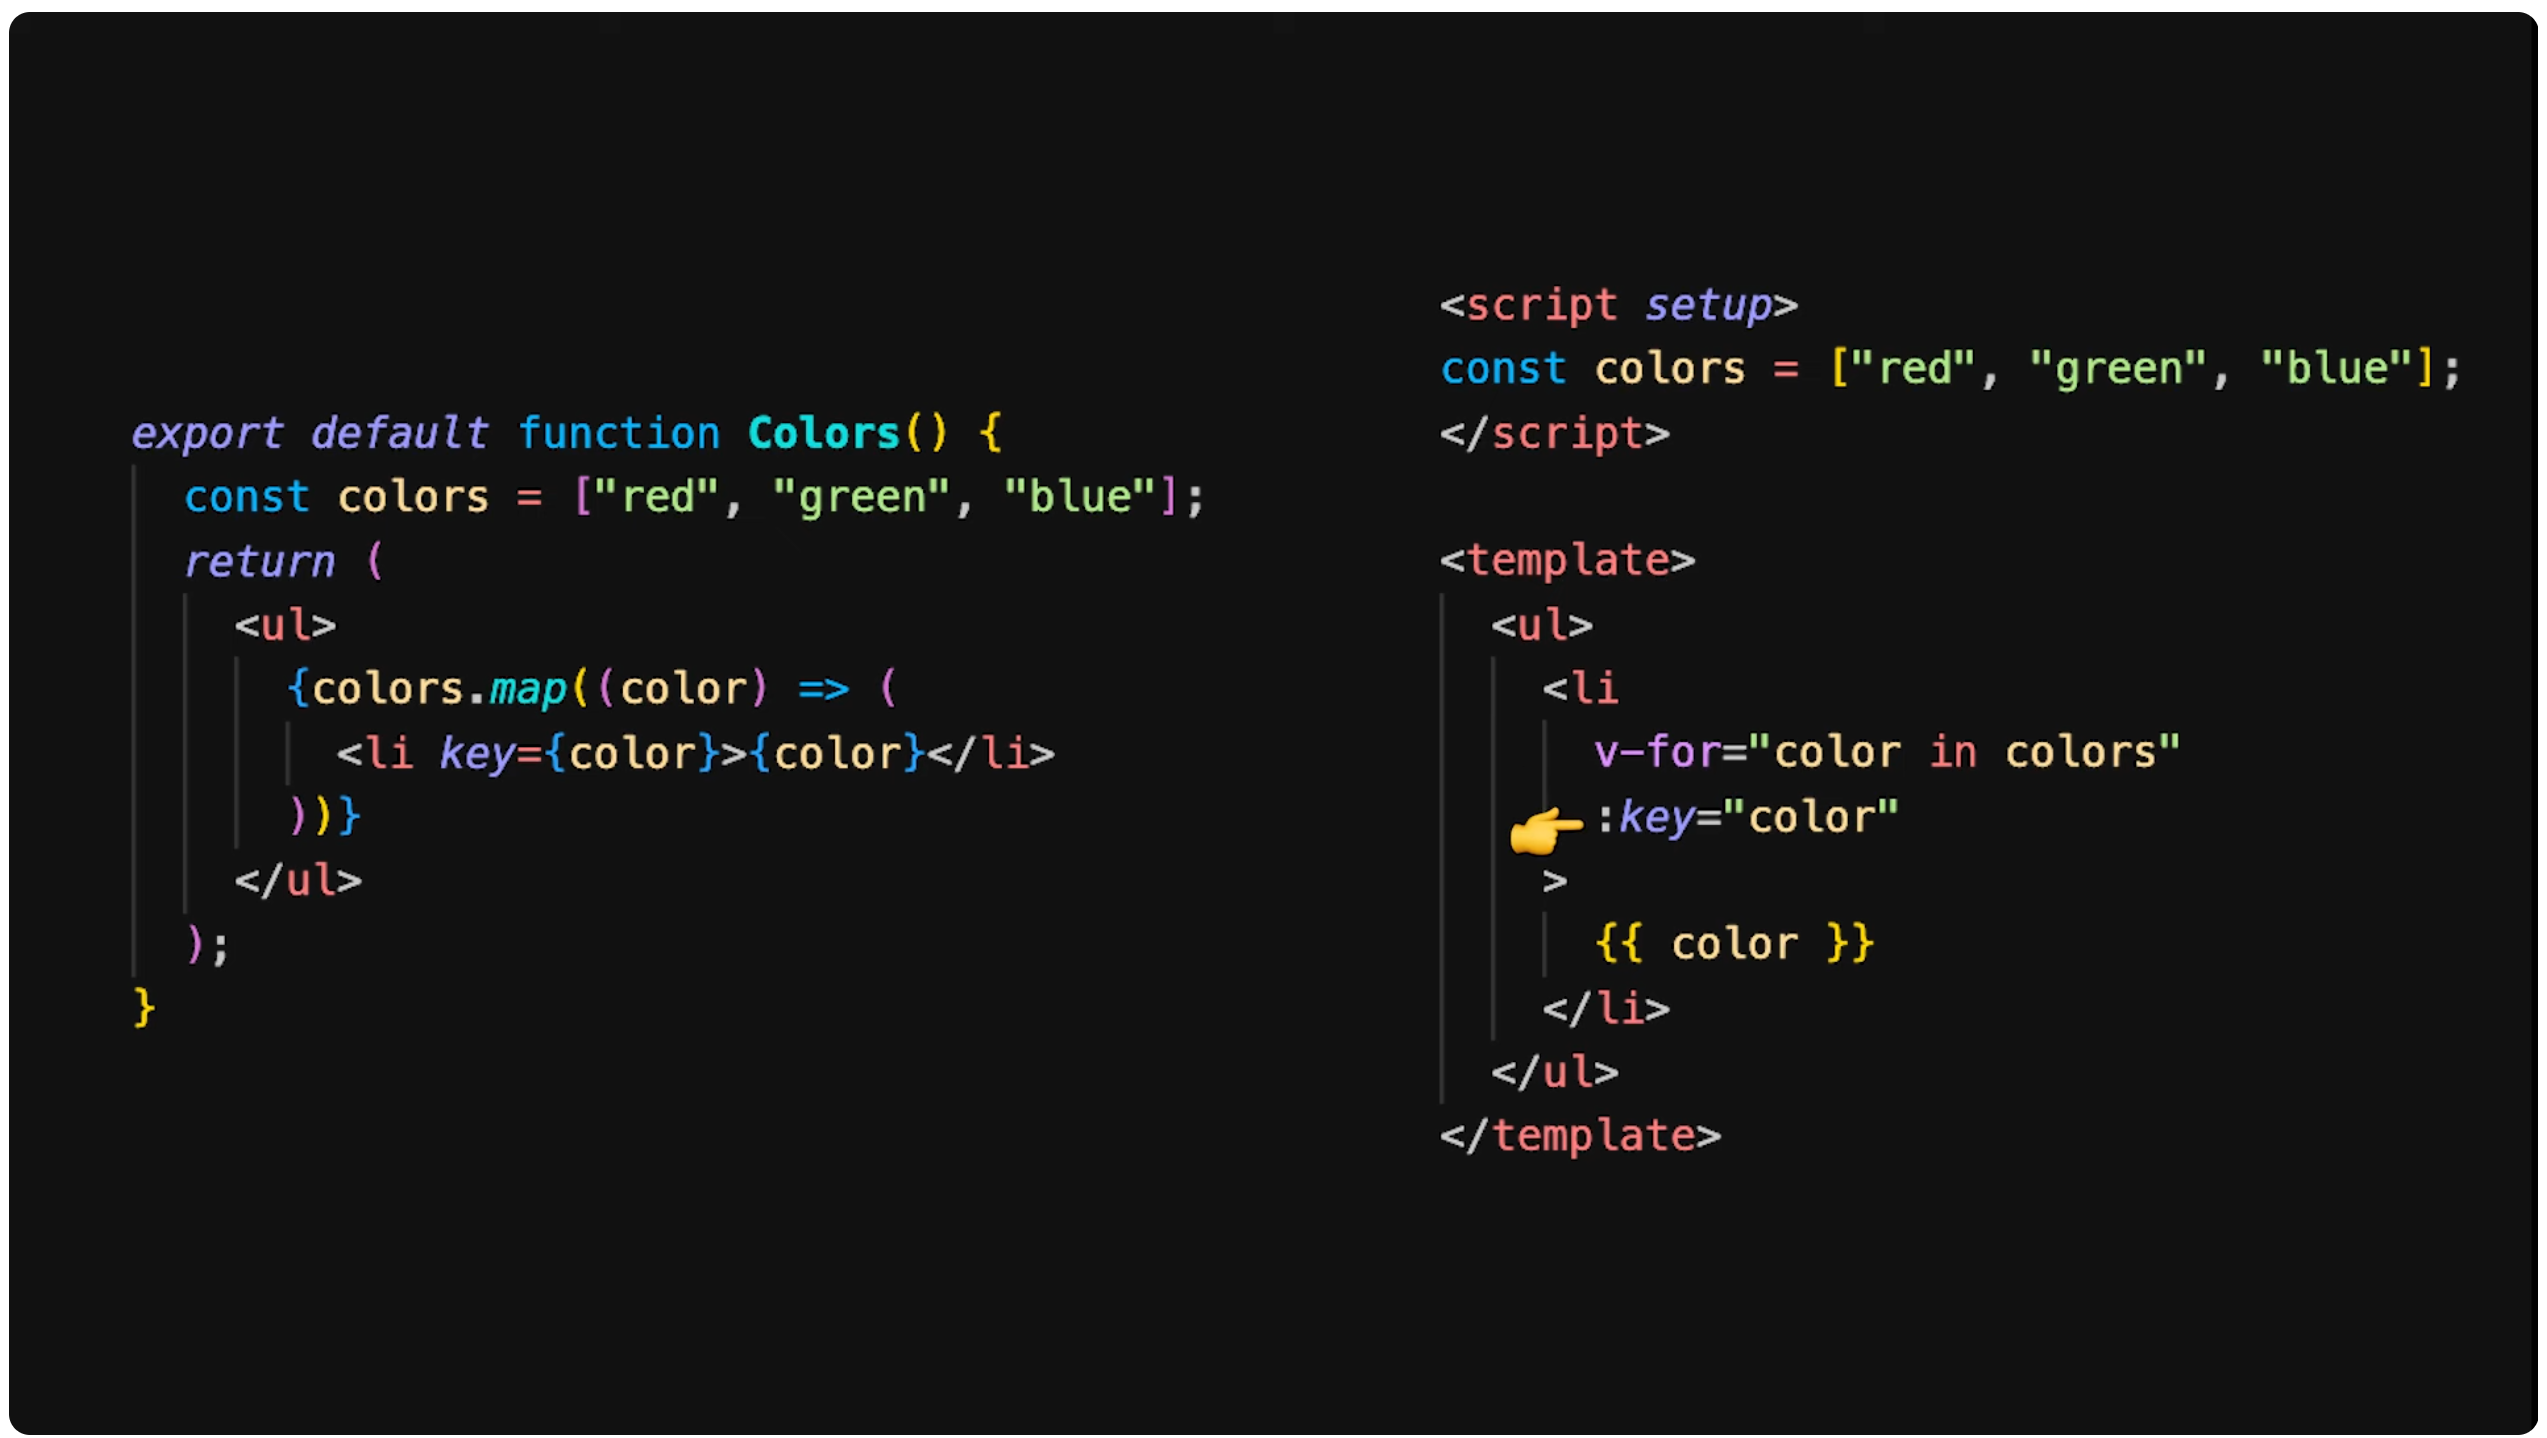 export default function Colors() {
const colors = ["red", "green", "blue"];
return (
<ul>
{colors.map((color) => (
<li key={color}>{color}</li>
))}
</ul>
);
}
<script setup>
const colors = ["red", "green", "blue"];
</script>
<template>
<ul>
<li
v-for="color in colors"
:key="color"
>
{{ color }}
</li>
</ul>
</template>